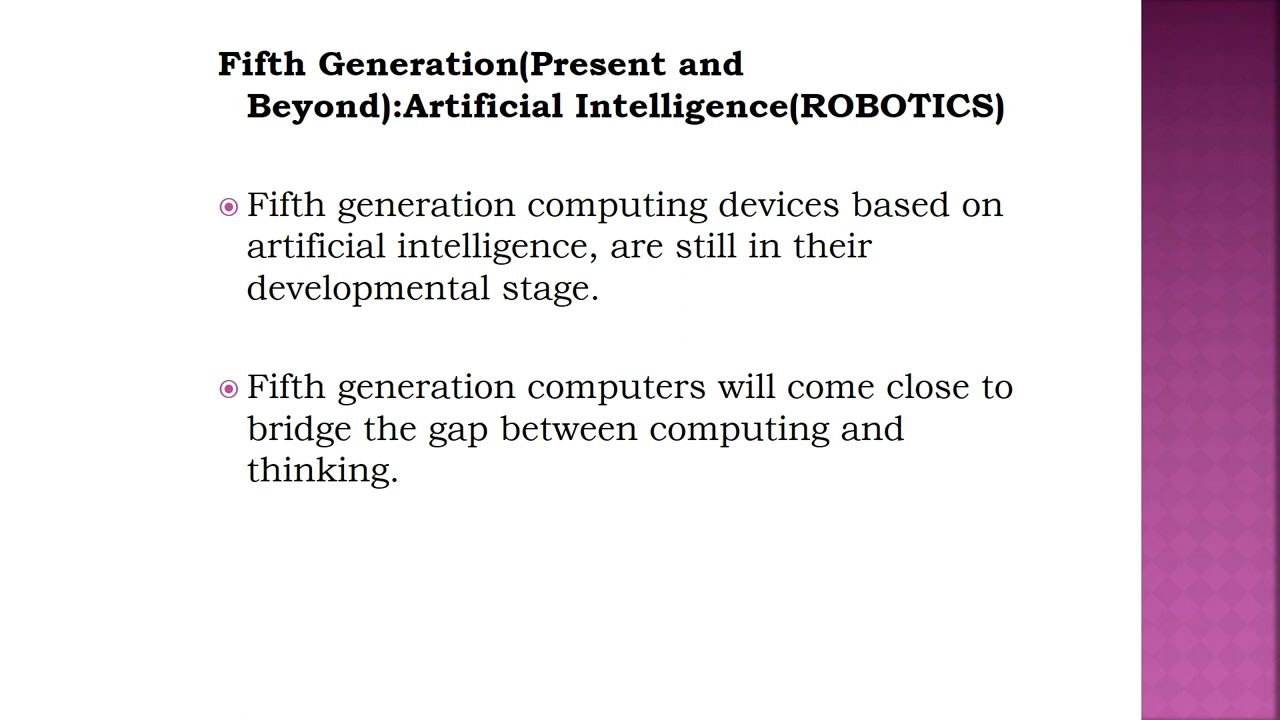 Fifth Generation(Present and
Beyond):Artificial Intelligence(ROBOTICS)
Fifth generation computing devices based on
artificial intelligence, are still in their
developmental stage.
Fifth generation computers will come close to
bridge the gap between computing and
thinking.